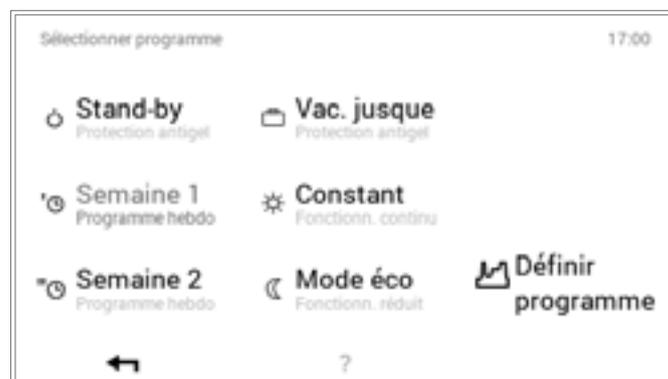 Sélectionner programme 17:00
Stand-by
Protection antigel
Vac. jusque
Protection antigel
Semaine 1
Programme hebdo
Constant
Fonctionn. continu
Semaine 2
Programme hebdo
Mode éco
Fonctionn. réduit
Définir
programme
?